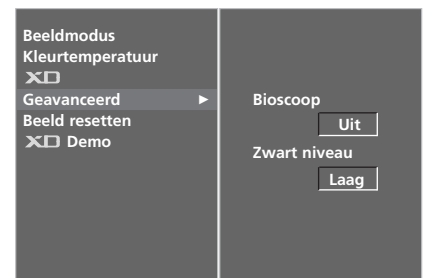 Beeldmodus
Kleurtemperatuur
XD
Geavanceerd ►
Beeld resetten
XD Demo
Bioscoop
Uit
Zwart niveau
Laag